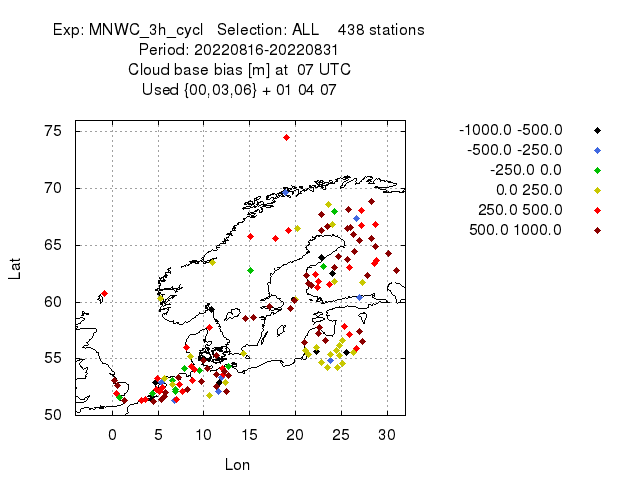 Exp: MNWC_3h_cycl   Selection: ALL    438 stations
Period: 20220816-20220831
Cloud base bias [m] at  07 UTC
Used {00,03,06} + 01 04 07
-1000.0 -500.0
-500.0 -250.0
-250.0 0.0
0.0 250.0
250.0 500.0
500.0 1000.0
75
70
65
60
55
50
Lat
0 5 10 15 20 25 30
Lon